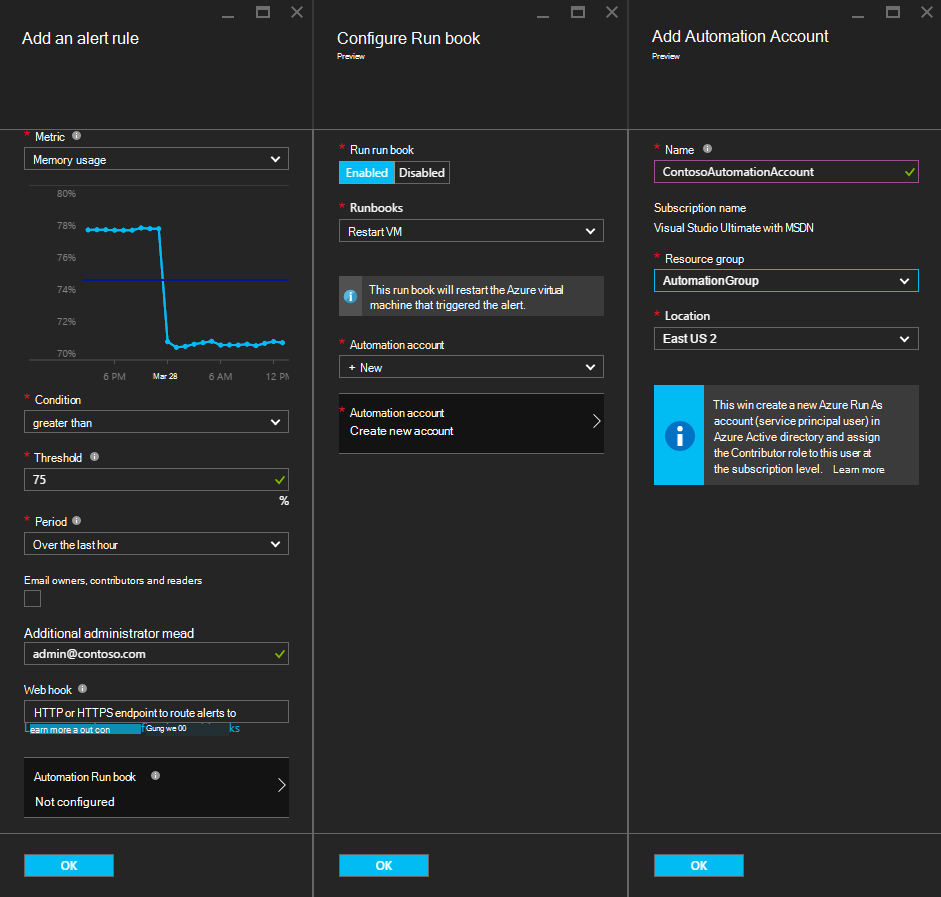 Add an alert rule
* Metric
Memory usage
80%
78%
76%
74%
72%
70%
6 PM
Mar 28
6 AM
12 PM
* Condition
greater than
* Threshold
75
%
* Period
Over the last hour
Email owners, contributors and readers
Additional administrator mead
admin@contoso.com
Web hook
HTTP or HTTPS endpoint to route alerts to
earn more a out con
Gung we 00
ks
Automation Run book
Not configured
OK
Configure Run book
Preview
* Run run book
Enabled Disabled
* Runbooks
Restart VM
This run book will restart the Azure virtual
machine that triggered the alert.
* Automation account
+ New
* Automation account
Create new account
OK
Add Automation Account
Preview
* Name
ContosoAutomationAccount
Subscription name
Visual Studio Ultimate with MSDN
* Resource group
AutomationGroup
* Location
East US 2
This win create a new Azure Run As
account (service principal user) in
Azure Active directory and assign
the Contributor role to this user at
the subscription level. Learn more
OK